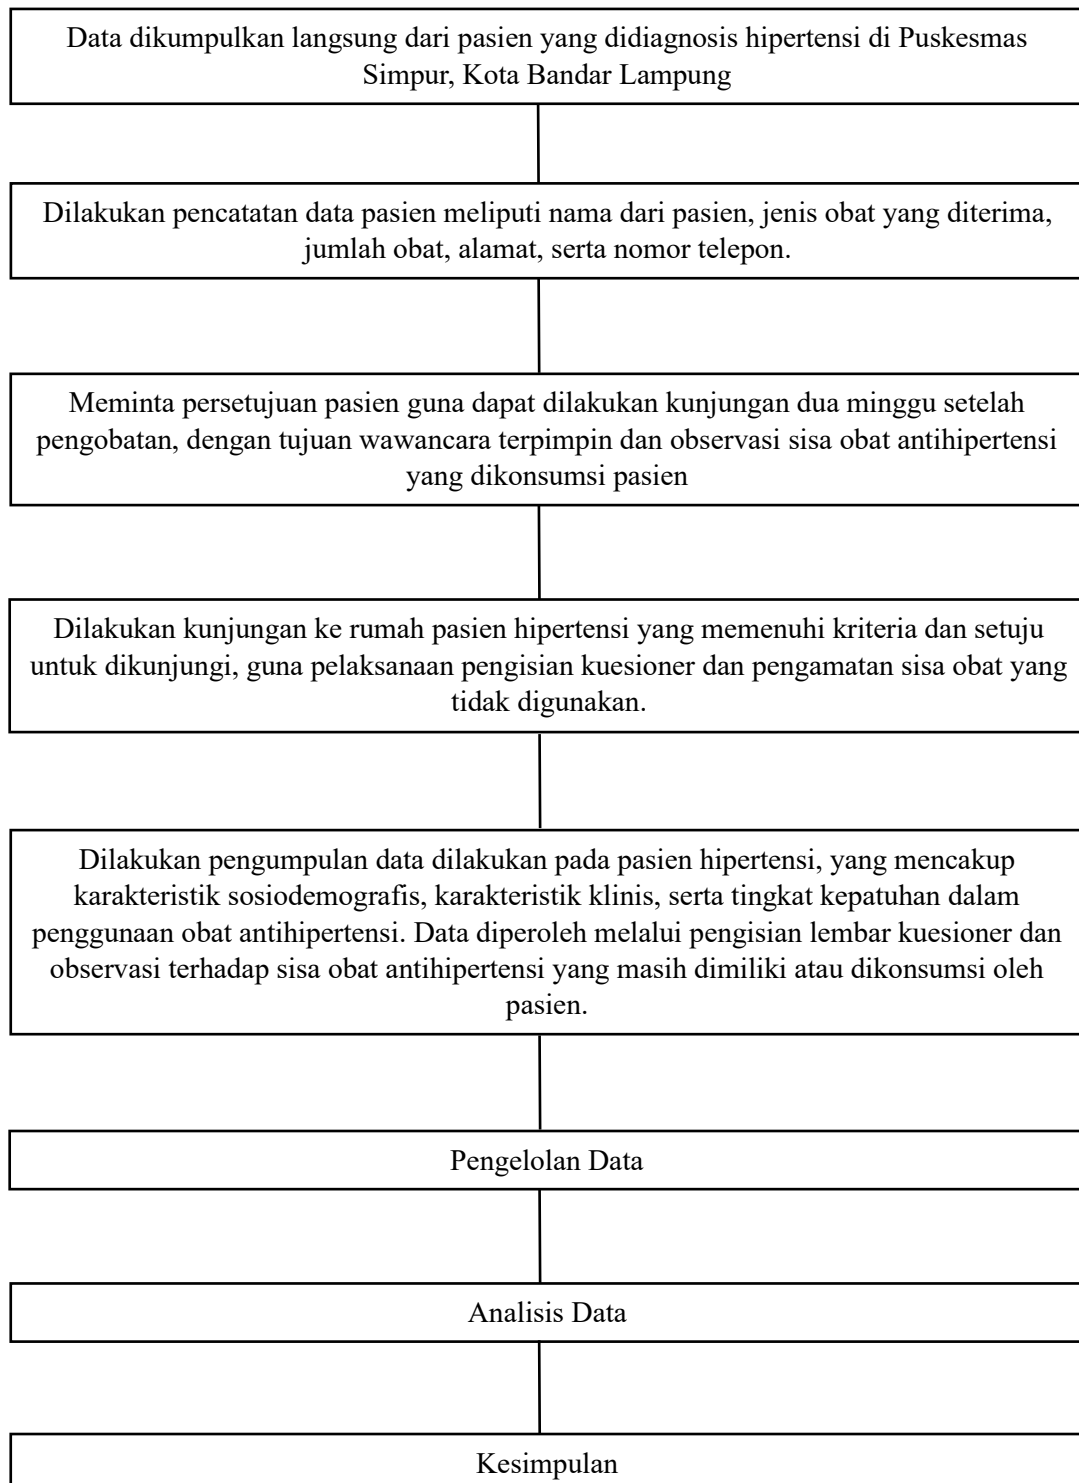 Data dikumpulkan langsung dari pasien yang didiagnosis hipertensi di Puskesmas
Simpur, Kota Bandar Lampung
Dilakukan pencatatan data pasien meliputi nama dari pasien, jenis obat yang diterima,
jumlah obat, alamat, serta nomor telepon.
Meminta persetujuan pasien guna dapat dilakukan kunjungan dua minggu setelah
pengobatan, dengan tujuan wawancara terpimpin dan observasi sisa obat antihipertensi
yang dikonsumsi pasien
Dilakukan kunjungan ke rumah pasien hipertensi yang memenuhi kriteria dan setuju
untuk dikunjungi, guna pelaksanaan pengisian kuesioner dan pengamatan sisa obat yang
tidak digunakan.
Dilakukan pengumpulan data dilakukan pada pasien hipertensi, yang mencakup
karakteristik sosiodemografis, karakteristik klinis, serta tingkat kepatuhan dalam
penggunaan obat antihipertensi. Data diperoleh melalui pengisian lembar kuesioner dan
observasi terhadap sisa obat antihipertensi yang masih dimiliki atau dikonsumsi oleh
pasien.
Pengelolan Data
Analisis Data
Kesimpulan